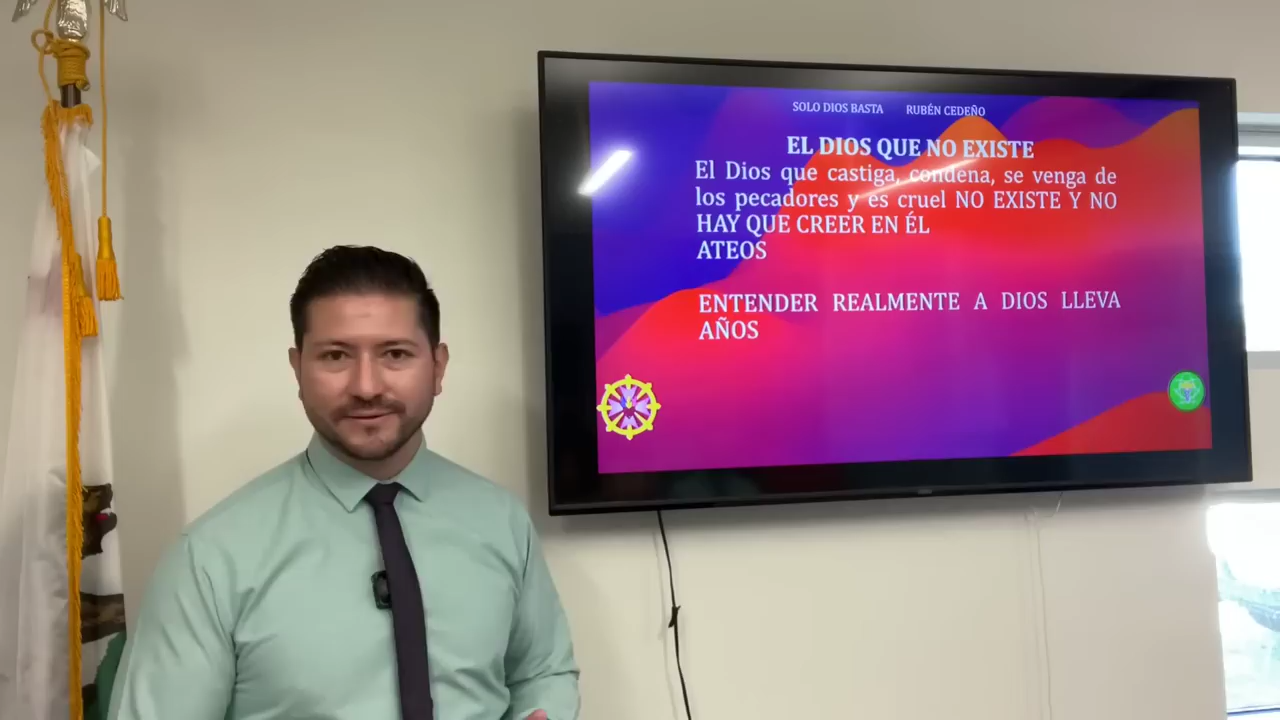 SOLO DIOS BASTA RUBÉN CEDEÑO
EL DIOS QUE NO EXISTE
El Dios que castiga, condena, se venga de
los pecadores y es cruel NO EXISTE Y NO
HAY QUE CREER EN ÉL
ATEOS
ENTENDER REALMENTE A DIOS LLEVA
AÑOS